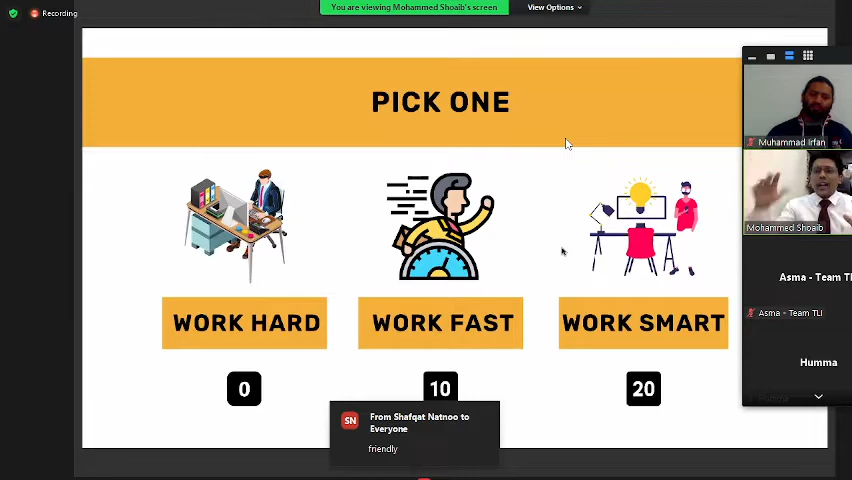 Recording
You are viewing Mohammed Shoaib's screen
View Options
PICK ONE
Muhammad Irfan
Mohammed Shoaib
Asma - Team TL
Asma - Team TLI
Humma
WORK HARD
WORK FAST
WORK SMART
0
10
20
SN
From Shafqat Natnoo to
Everyone
friendly